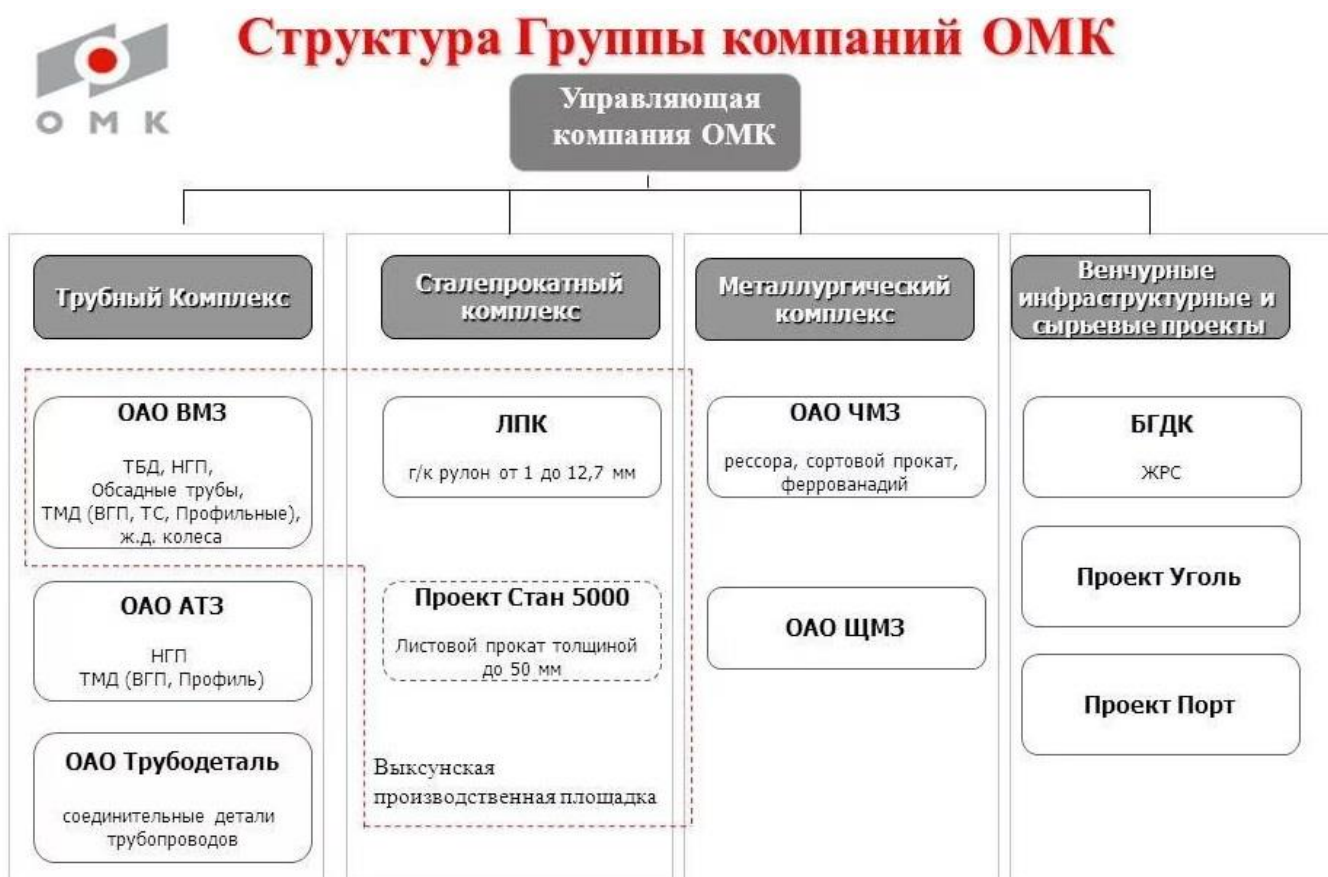 Структура Группы компаний ОМК
ОМК
Управляющая
компания ОМК
Трубный Комплекс
ОАО ВМЗ
ТБД, НГП,
Обсадные трубы,
ТМД (ВГП, ТС, Профильные),
ж.д. колеса
ОАО АТЗ
НГП
ТМД (ВГП, Профиль)
ОАО Трубодеталь
соединительные детали
трубопроводов
Сталепрокатный
комплекс
ЛПК
г/к рулон от 1 до 12,7 мм
Проект Стан 5000
Листовой прокат толщиной
до 50 мм
Выксунская
производственная площадка
Металлургический
комплекс
ОАО ЧМЗ
рессора, сортовой прокат,
феррованадий
ОАО ЩМЗ
Венчурные
инфраструктурные и
сырьевые проекты
БГДК
ЖРС
Проект Уголь
Проект Порт